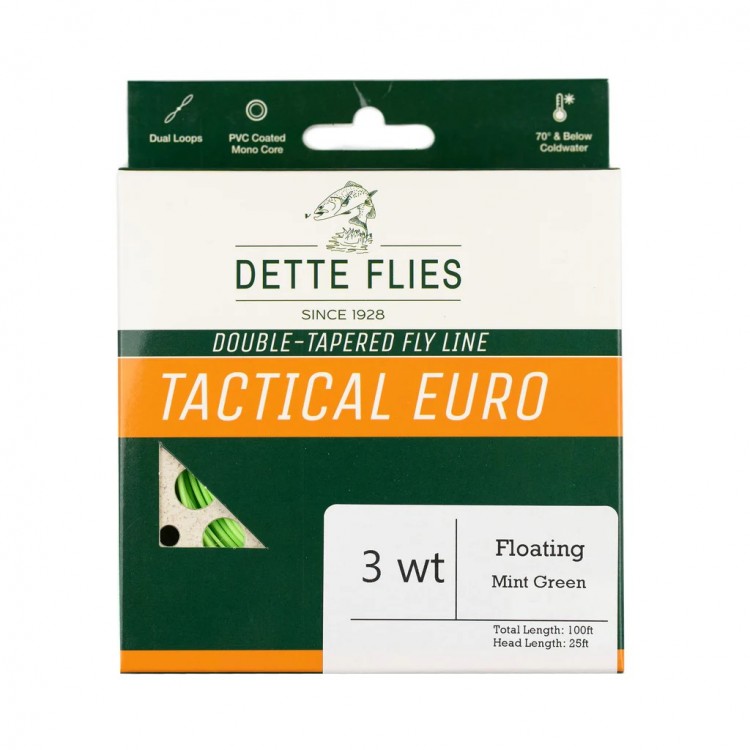 Dual Loops
PVC Coated
Mono Core
70° & Below
Coldwater
DETTE FLIES
SINCE 1928
DOUBLE-TAPERED FLY LINE
TACTICAL EURO
3 wt
Floating
Mint Green
Total Length: 100ft
Head Length: 25ft